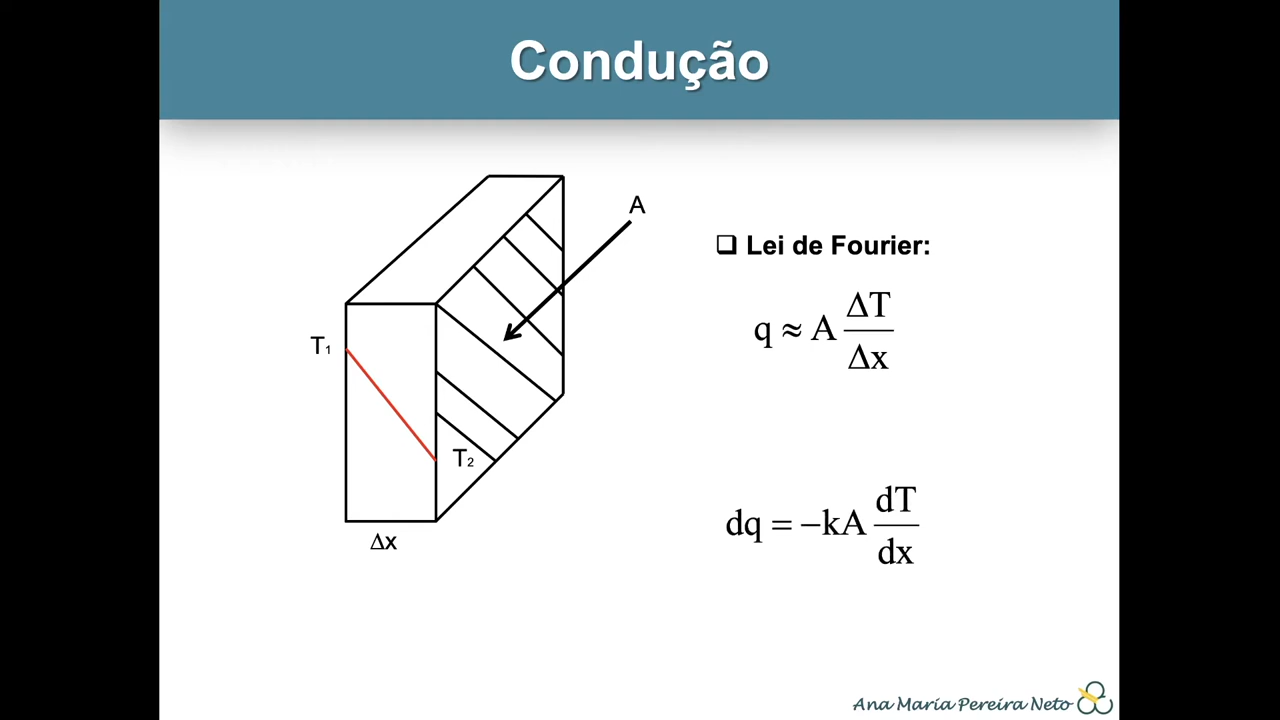 Condução
A
❑ Lei de Fourier:
q ≈ A ΔT/Δx
T₁
T₂
Δx
dq = −kA dT/dx
Ana Maria Pereira Neto